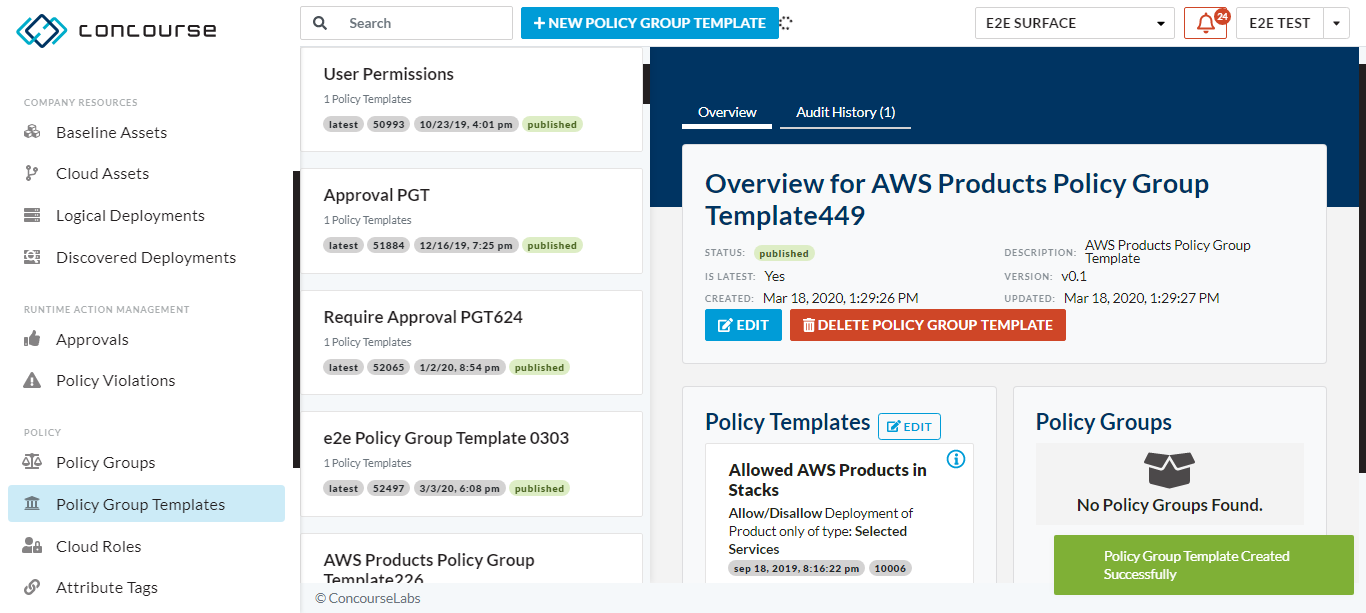 concourse
Search
NEW POLICY GROUP TEMPLATE
E2E SURFACE
24
E2E TEST
COMPANY RESOURCES
Baseline Assets
Cloud Assets
Logical Deployments
Discovered Deployments
RUNTIME ACTION MANAGEMENT
Approvals
Policy Violations
POLICY
Policy Groups
Policy Group Templates
Cloud Roles
Attribute Tags
User Permissions
1 Policy Templates
latest 50993 10/23/19, 4:01 pm published
Approval PGT
1 Policy Templates
latest 51884 12/16/19, 7:25 pm published
Require Approval PGT624
1 Policy Templates
latest 52065 1/2/20, 8:54 pm published
e2e Policy Group Template 0303
1 Policy Templates
latest 52497 3/3/20, 6:08 pm published
AWS Products Policy Group
Template226
© ConcourseLabs
Overview Audit History (1)
Overview for AWS Products Policy Group
Template449
STATUS: published
DESCRIPTION: AWS Products Policy Group
Template
IS LATEST: Yes
VERSION: v0.1
CREATED: Mar 18, 2020, 1:29:26 PM
UPDATED: Mar 18, 2020, 1:29:27 PM
EDIT DELETE POLICY GROUP TEMPLATE
Policy Templates EDIT
Allowed AWS Products in
Stacks
Allow/Disallow Deployment of
Product only of type: Selected
Services
sep 18, 2019, 8:16:22 pm 10006
Policy Groups
No Policy Groups Found.
Policy Group Template Created
Successfully